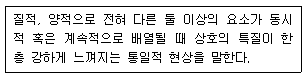 질적, 양적으로 전혀 다른 둘 이상의 요소가 동시
적 혹은 계속적으로 배열될 때 상호의 특질이 한
층 강하게 느껴지는 통일적 현상을 말한다.